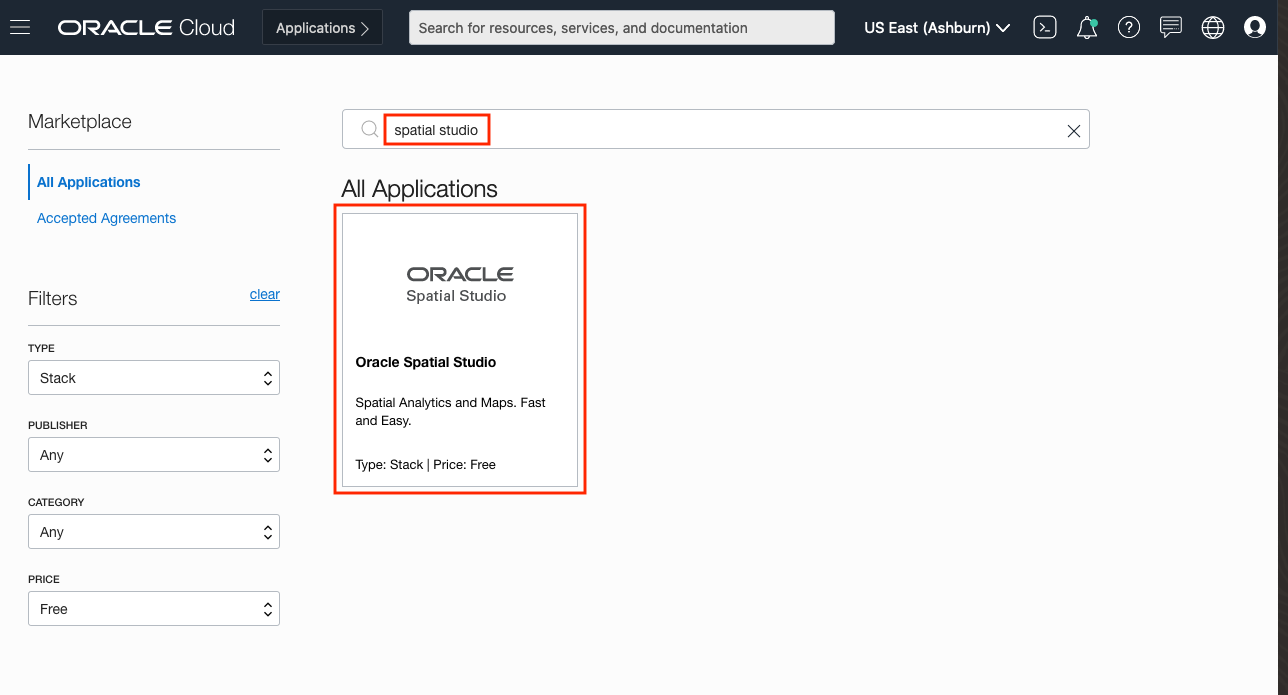 ORACLE Cloud
Applications
Search for resources, services, and documentation
US East (Ashburn)
Marketplace
All Applications
Accepted Agreements
Filters
clear
TYPE
Stack
PUBLISHER
Any
CATEGORY
Any
PRICE
Free
spatial studio
All Applications
ORACLE
Spatial Studio
Oracle Spatial Studio
Spatial Analytics and Maps. Fast
and Easy.
Type: Stack | Price: Free